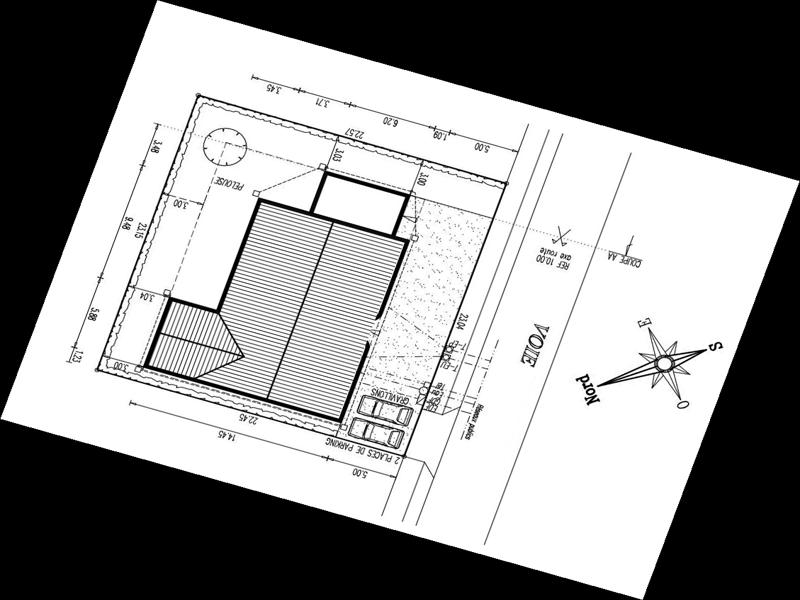 3.45
3.71
6.20
1.09
5.00
22.57
3.03
3.00
3.48
PELOUSE
3.00
9.48
23.15
REF 10.00
axe route
COUPE AA
3.04
5.88
23.04
VOIE
E
S
Nord
O
1.23
3.00
GRAVILLONS
Réseaux publics
22.45
14.45
2 PLACES DE PARKING
5.00